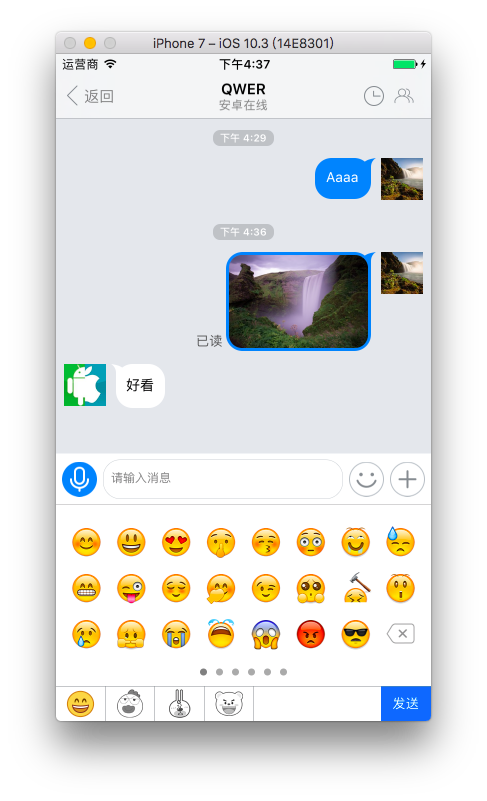 iPhone 7 – iOS 10.3 (14E8301)
运营商 下午4:37
返回 QWER
安卓在线
下午 4:29
Aaaa
下午 4:36
已读
好看
请输入消息
发送